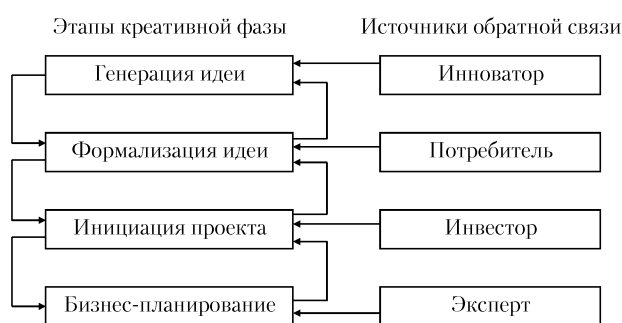 Этапы креативной фазы
Источники обратной связи
Генерация идеи
Инноватор
Формализация идеи
Потребитель
Инициация проекта
Инвестор
Бизнес-планирование
Эксперт